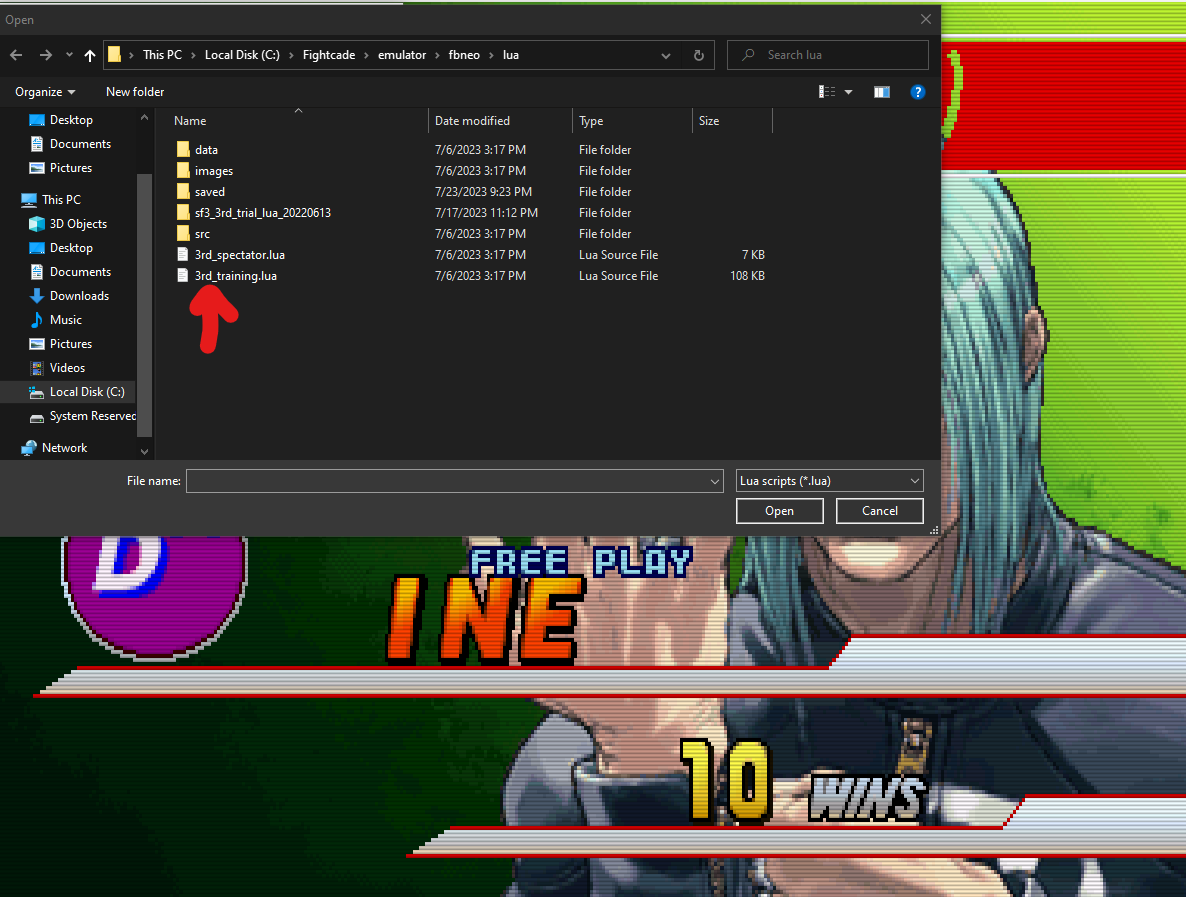 Open
This PC > Local Disk (C:) > Fightcade > emulator > fbneo > lua
Search lua
Organize
New folder
?
Desktop
Documents
Pictures
This PC
3D Objects
Desktop
Documents
Downloads
Music
Pictures
Videos
Local Disk (C:)
System Reserved
Network
Name Date modified Type Size
data 7/6/2023 3:17 PM File folder
images 7/6/2023 3:17 PM File folder
saved 7/23/2023 9:23 PM File folder
sf3_3rd_trial_lua_20220613 7/17/2023 11:12 PM File folder
src 7/6/2023 3:17 PM File folder
3rd_spectator.lua 7/6/2023 3:17 PM Lua Source File 7 KB
3rd_training.lua 7/6/2023 3:17 PM Lua Source File 108 KB
File name:
Lua scripts (*.lua)
Open
Cancel
D
FREE PLAY
INE
10 WINS